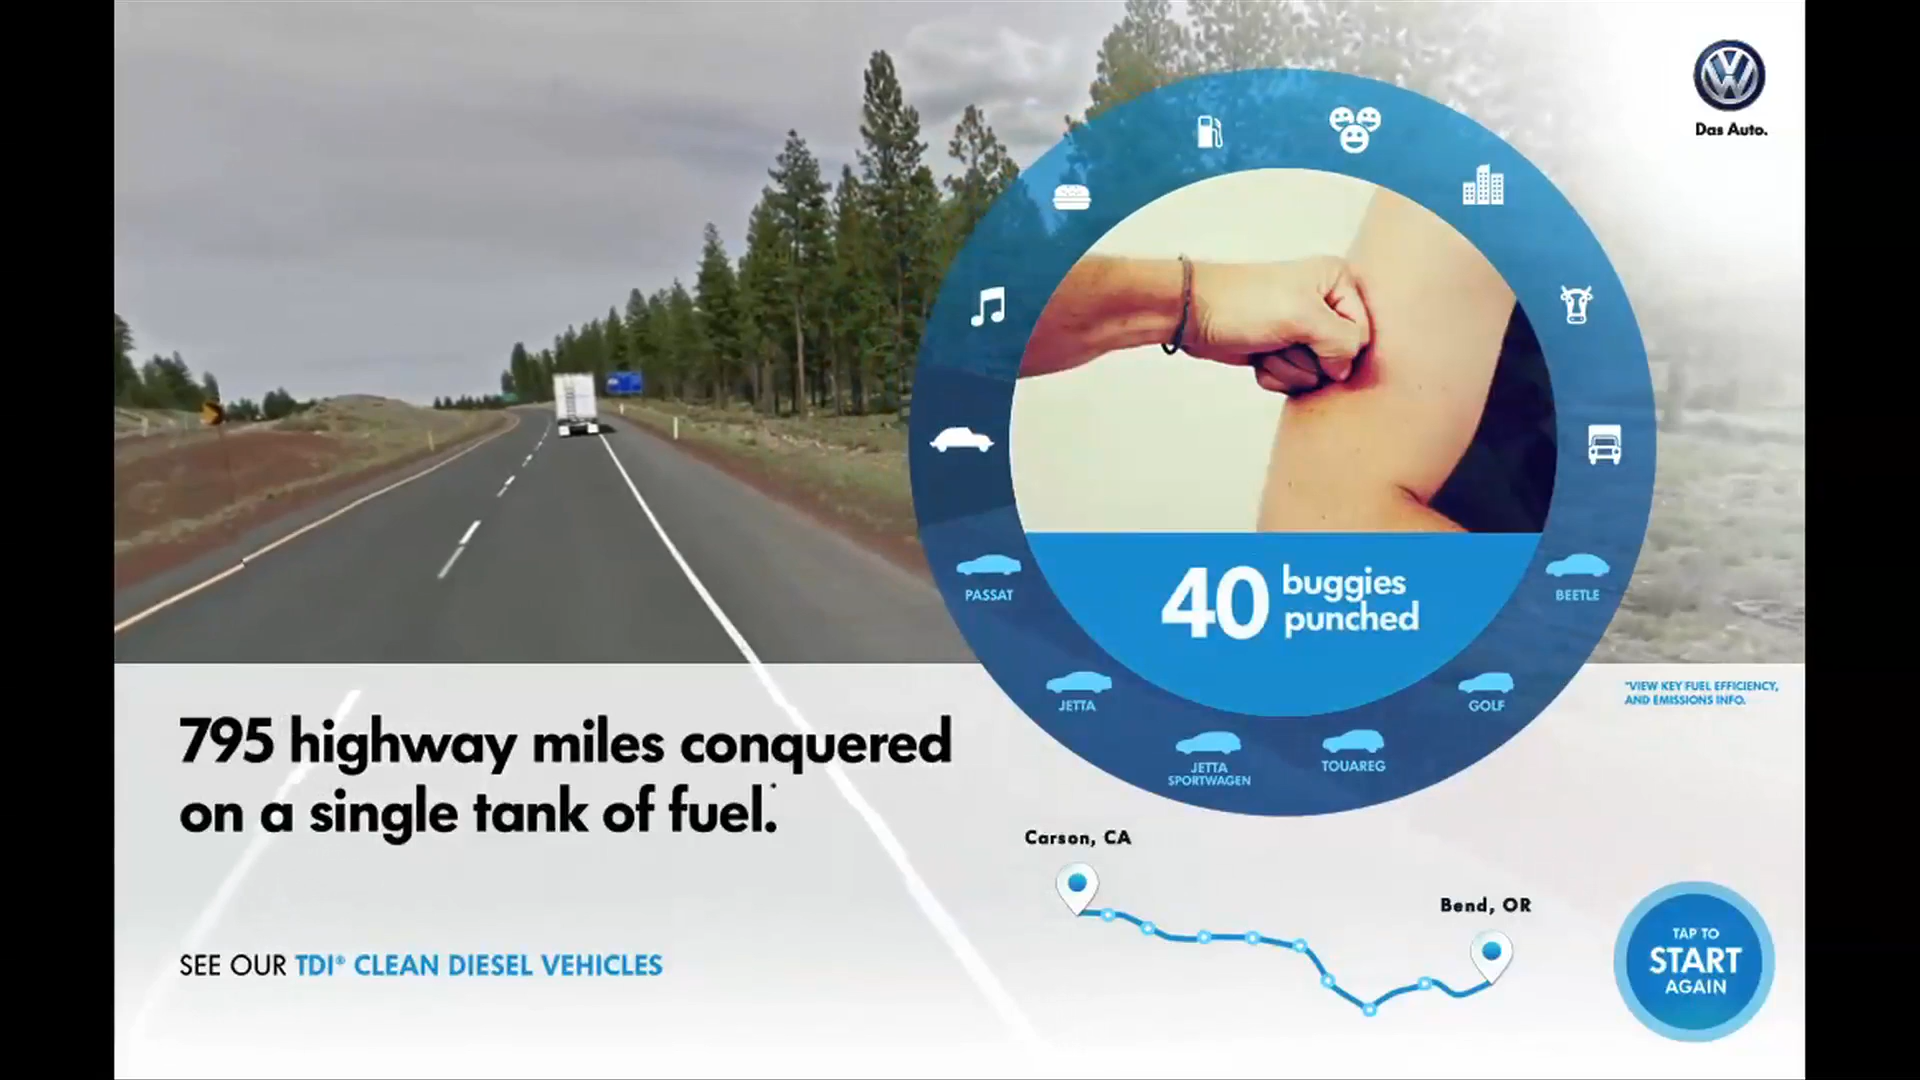 Das Auto.
PASSAT
BEETLE
40 buggies
punched
JETTA
GOLF
JETTA
SPORTWAGEN
TOUAREG
*VIEW KEY FUEL EFFICIENCY,
AND EMISSIONS INFO.
795 highway miles conquered
on a single tank of fuel.*
Carson, CA
Bend, OR
SEE OUR TDI® CLEAN DIESEL VEHICLES
TAP TO
START
AGAIN